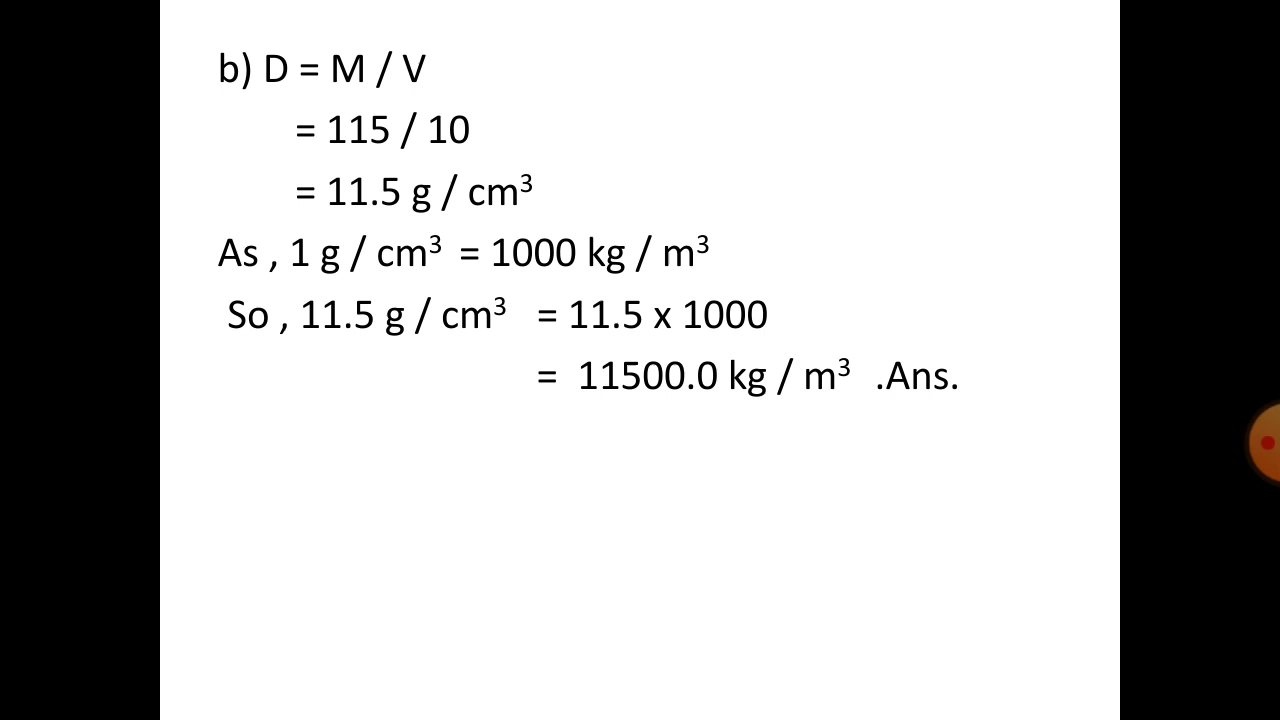 b) D = M / V
= 115 / 10
= 11.5 g / cm³
As , 1 g / cm³ = 1000 kg / m³
So , 11.5 g / cm³ = 11.5 x 1000
= 11500.0 kg / m³ .Ans.